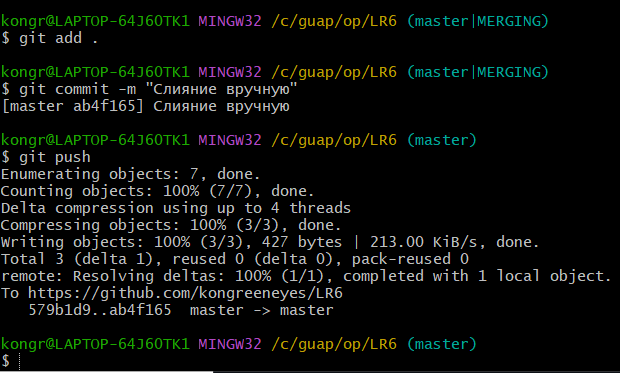 kongr@LAPTOP-64J6OTK1 MINGW32 /c/guap/op/LR6 (master|MERGING)
$ git add .
kongr@LAPTOP-64J6OTK1 MINGW32 /c/guap/op/LR6 (master|MERGING)
$ git commit -m "Слияние вручную"
[master ab4f165] Слияние вручную
kongr@LAPTOP-64J6OTK1 MINGW32 /c/guap/op/LR6 (master)
$ git push
Enumerating objects: 7, done.
Counting objects: 100% (7/7), done.
Delta compression using up to 4 threads
Compressing objects: 100% (3/3), done.
Writing objects: 100% (3/3), 427 bytes | 213.00 KiB/s, done.
Total 3 (delta 1), reused 0 (delta 0), pack-reused 0
remote: Resolving deltas: 100% (1/1), completed with 1 local object.
To https://github.com/kongreeneyes/LR6
   579b1d9..ab4f165  master -> master
kongr@LAPTOP-64J6OTK1 MINGW32 /c/guap/op/LR6 (master)
$